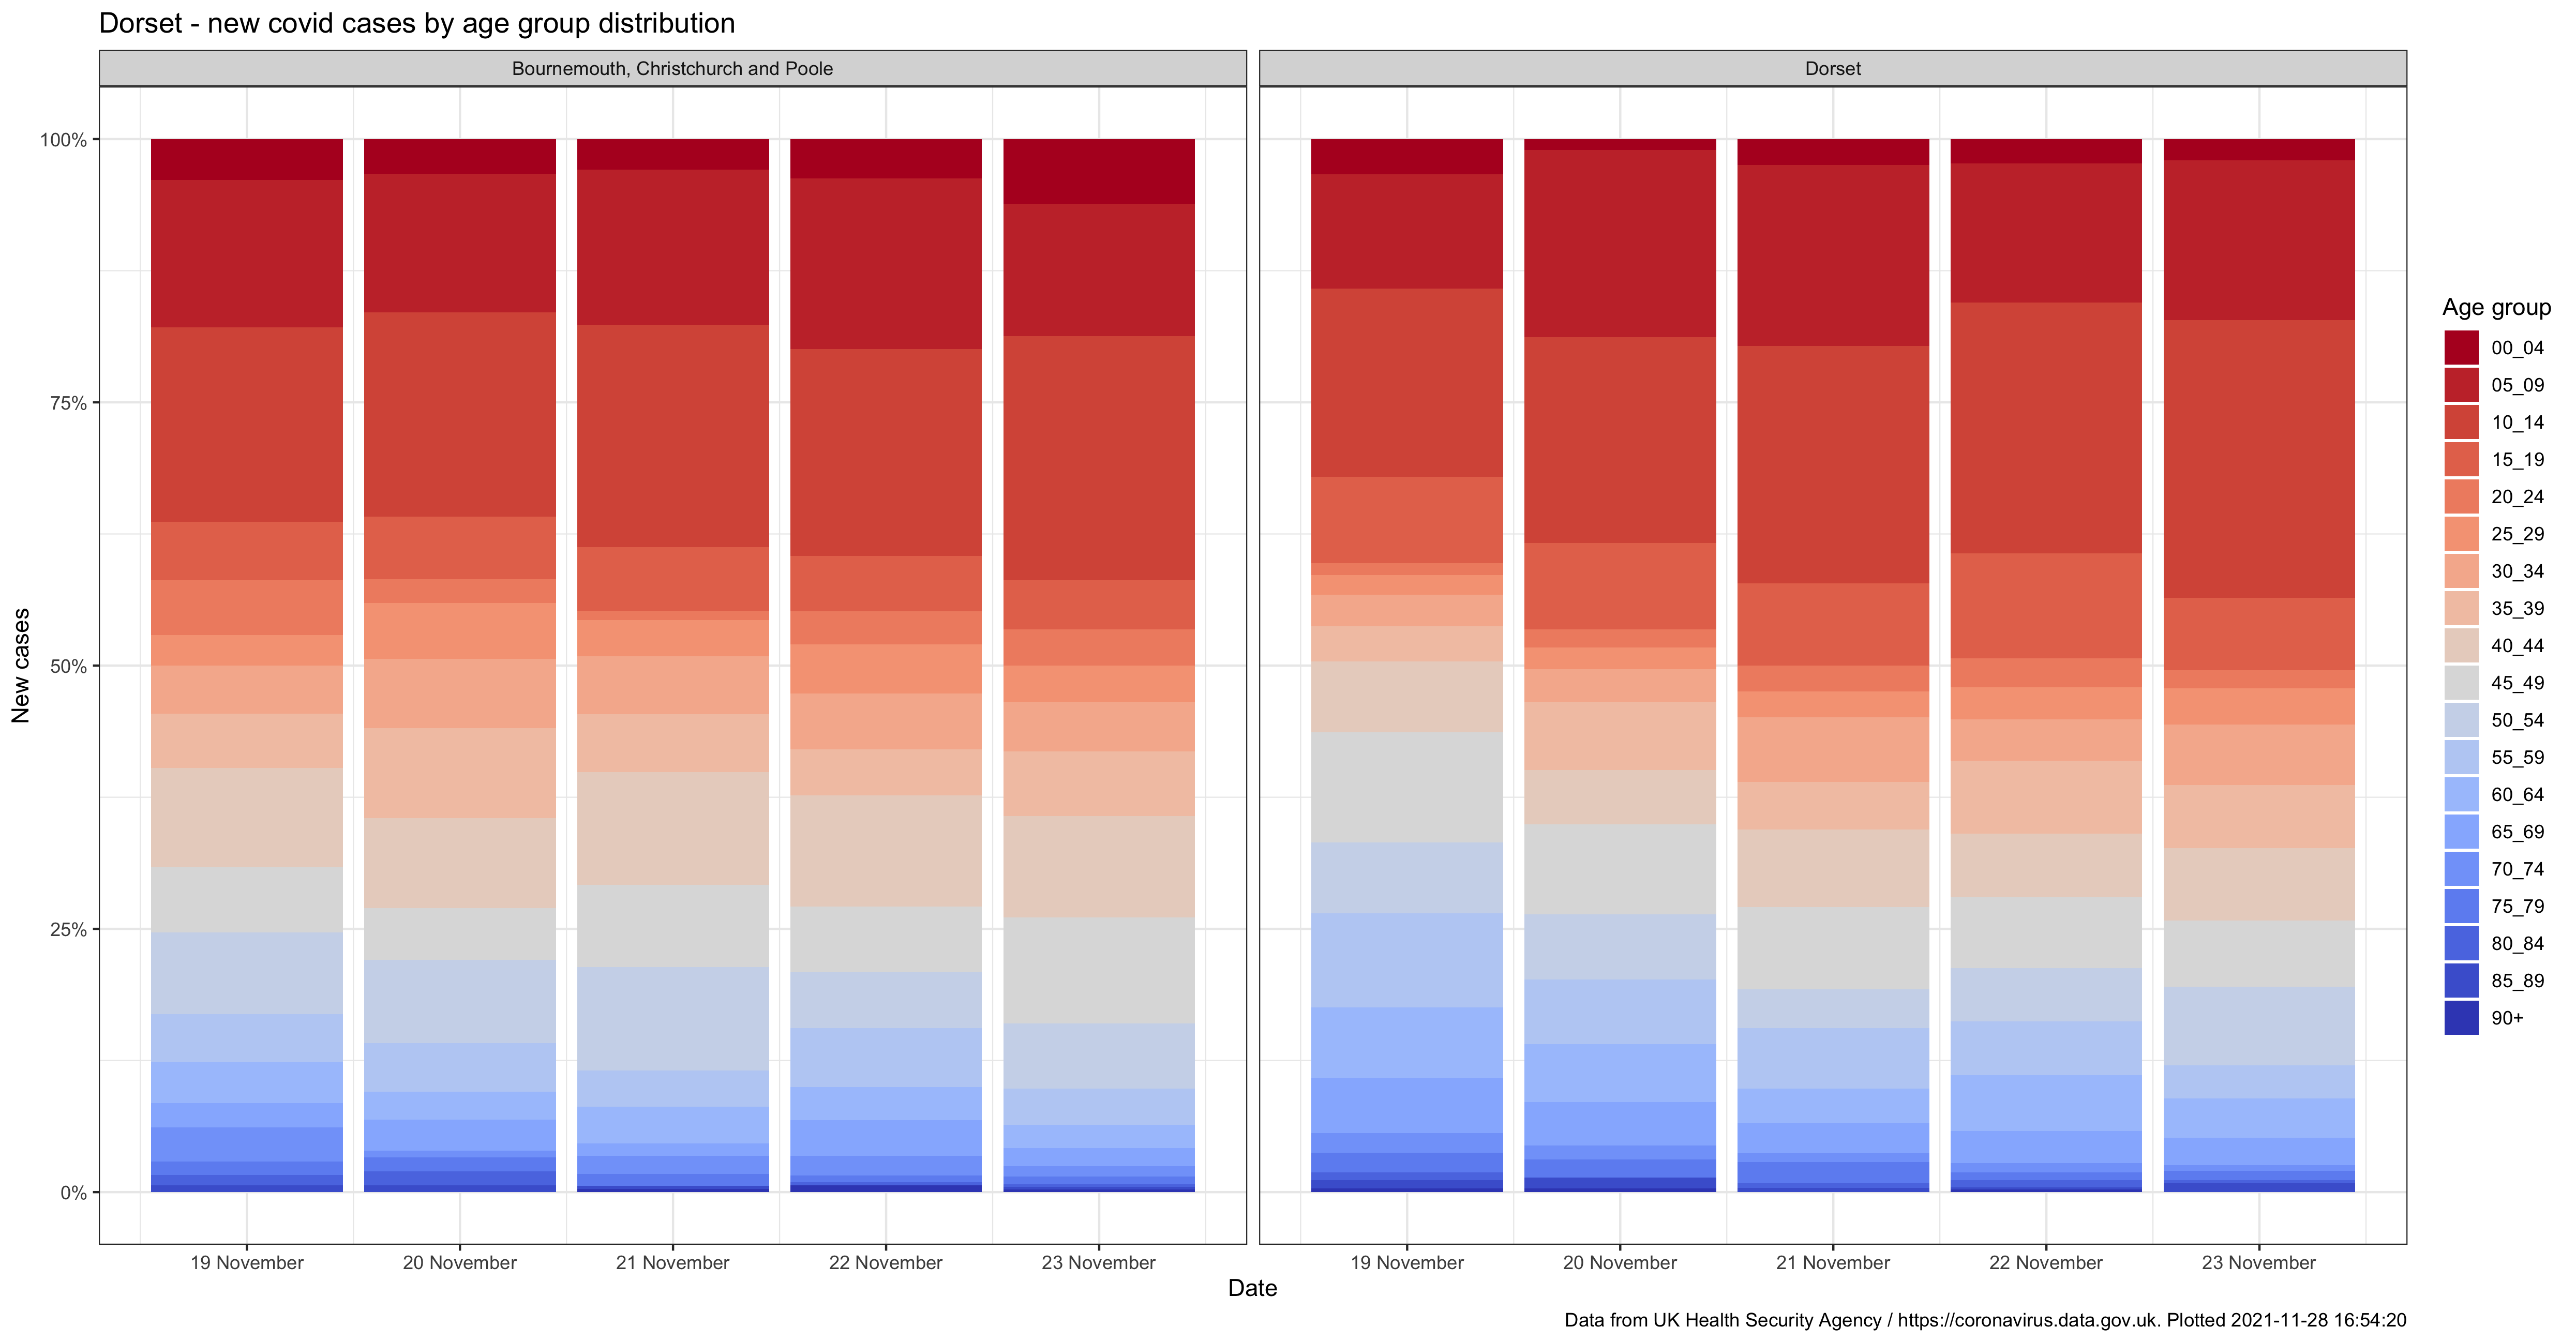 Dorset - new covid cases by age group distribution
Bournemouth, Christchurch and Poole
Dorset
New cases
100%
75%
50%
25%
0%
19 November
20 November
21 November
22 November
23 November
19 November
20 November
21 November
22 November
23 November
Date
Age group
00_04
05_09
10_14
15_19
20_24
25_29
30_34
35_39
40_44
45_49
50_54
55_59
60_64
65_69
70_74
75_79
80_84
85_89
90+
Data from UK Health Security Agency / https://coronavirus.data.gov.uk. Plotted 2021-11-28 16:54:20